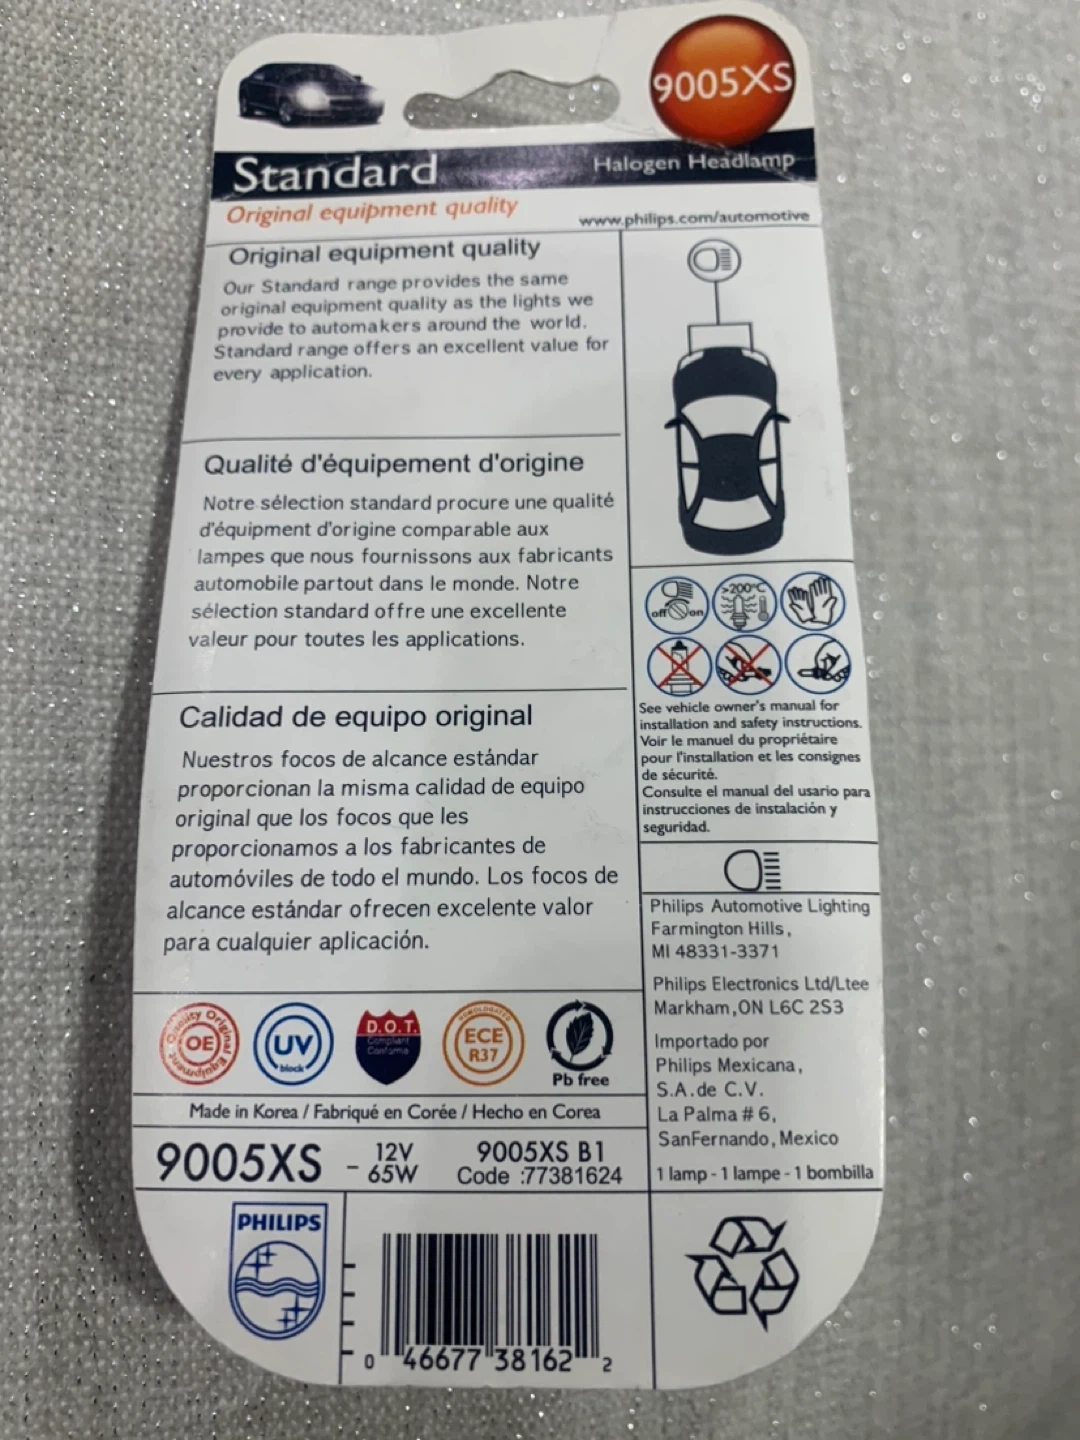 9005XS
Standard
Halogen Headlamp
Original equipment quality
www.philips.com/automotive
Original equipment quality
Our Standard range provides the same
original equipment quality as the lights we
provide to automakers around the world.
Standard range offers an excellent value for
every application.
Qualité d'équipement d'origine
Notre sélection standard procure une qualité
d'équipment d'origine comparable aux
lampes que nous fournissons aux fabricants
automobile partout dans le monde. Notre
sélection standard offre une excellente
valeur pour toutes les applications.
Calidad de equipo original
Nuestros focos de alcance estándar
proporcionan la misma calidad de equipo
original que los focos que les
proporcionamos a los fabricantes de
automóviles de todo el mundo. Los focos de
alcance estándar ofrecen excelente valor
para cualquier aplicación.
off on
>200°C
See vehicle owner's manual for
installation and safety instructions.
Voir le manuel du propriétaire
pour l'installation et les consignes
de sécurité.
Consulte el manual del usario para
instrucciones de instalación y
seguridad.
Philips Automotive Lighting
Farmington Hills,
MI 48331-3371
Philips Electronics Ltd/Ltee
Markham,ON L6C 2S3
Importado por
Philips Mexicana,
S.A.de C.V.
La Palma # 6,
SanFernando, Mexico
1 lamp - 1 lampe - 1 bombilla
Quality Original Equipment
OE
UV
block
D.O.T.
Compliant
Conforme
HOMOLOGATED
ECE
R37
Pb free
Made in Korea / Fabriqué en Corée / Hecho en Corea
9005XS - 12V 65W
9005XS B1
Code :77381624
PHILIPS
0 46677 38162 2